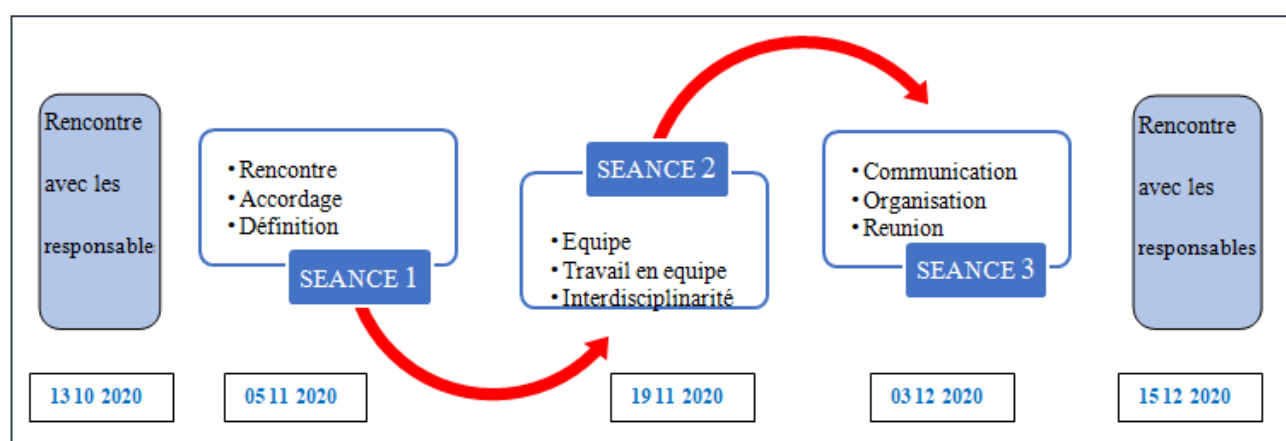 Rencontre
avec les
responsable
• Rencontre
• Accordage
• Définition
SEANCE 1
SEANCE 2
• Equipe
• Travail en equipe
• Interdisciplinarité
• Communication
• Organisation
• Reunion
SEANCE 3
Rencontre
avec les
responsables
13 10 2020
05 11 2020
19 11 2020
03 12 2020
15 12 2020